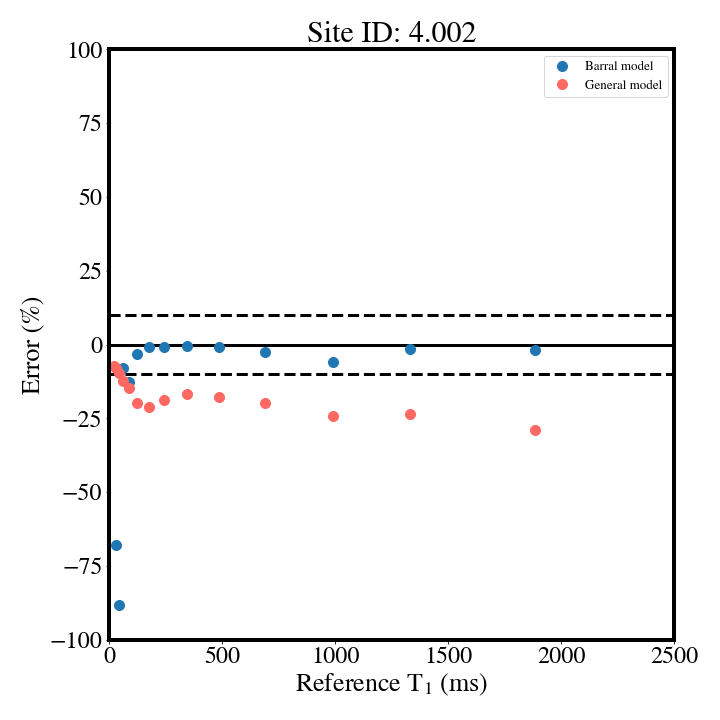 Site ID: 4.002
Barral model
General model
100
75
50
25
0
−25
−50
−75
−100
Error (%)
0 500 1000 1500 2000 2500
Reference T₁ (ms)